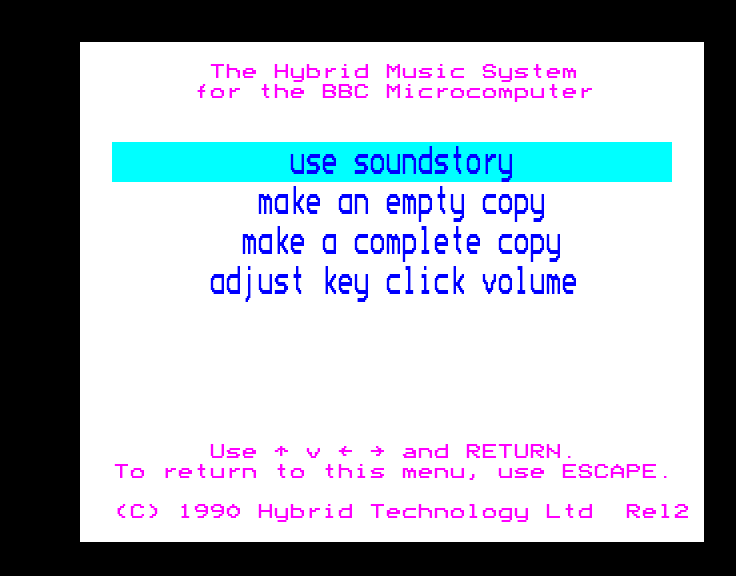 The Hybrid Music System
for the BBC Microcomputer
use soundstory
make an empty copy
make a complete copy
adjust key click volume
Use ↑ v ← → and RETURN.
To return to this menu, use ESCAPE.
(C) 1990 Hybrid Technology Ltd Rel2